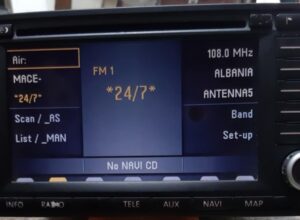 Air:
MACE-
"24/7"
Scan / _AS
List / _MAN
FM 1
"24/7"
108.0 MHz
ALBANIA
ANTENNA5
Band
Set-up
No NAVI CD
INFO RADIO TELE AUX NAVI MAP